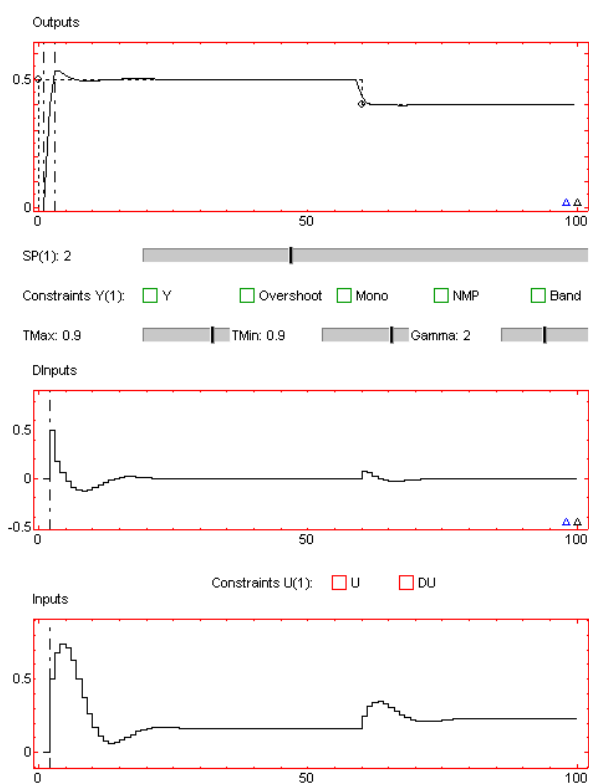 Outputs
0.5
0
0 50 100
SP(1): 2
Constraints Y(1): Y Overshoot Mono NMP Band
TMax: 0.9 TMin: 0.9 Gamma: 2
DInputs
0.5
0
-0.5
0 50 100
Constraints U(1): U DU
Inputs
0.5
0
0 50 100